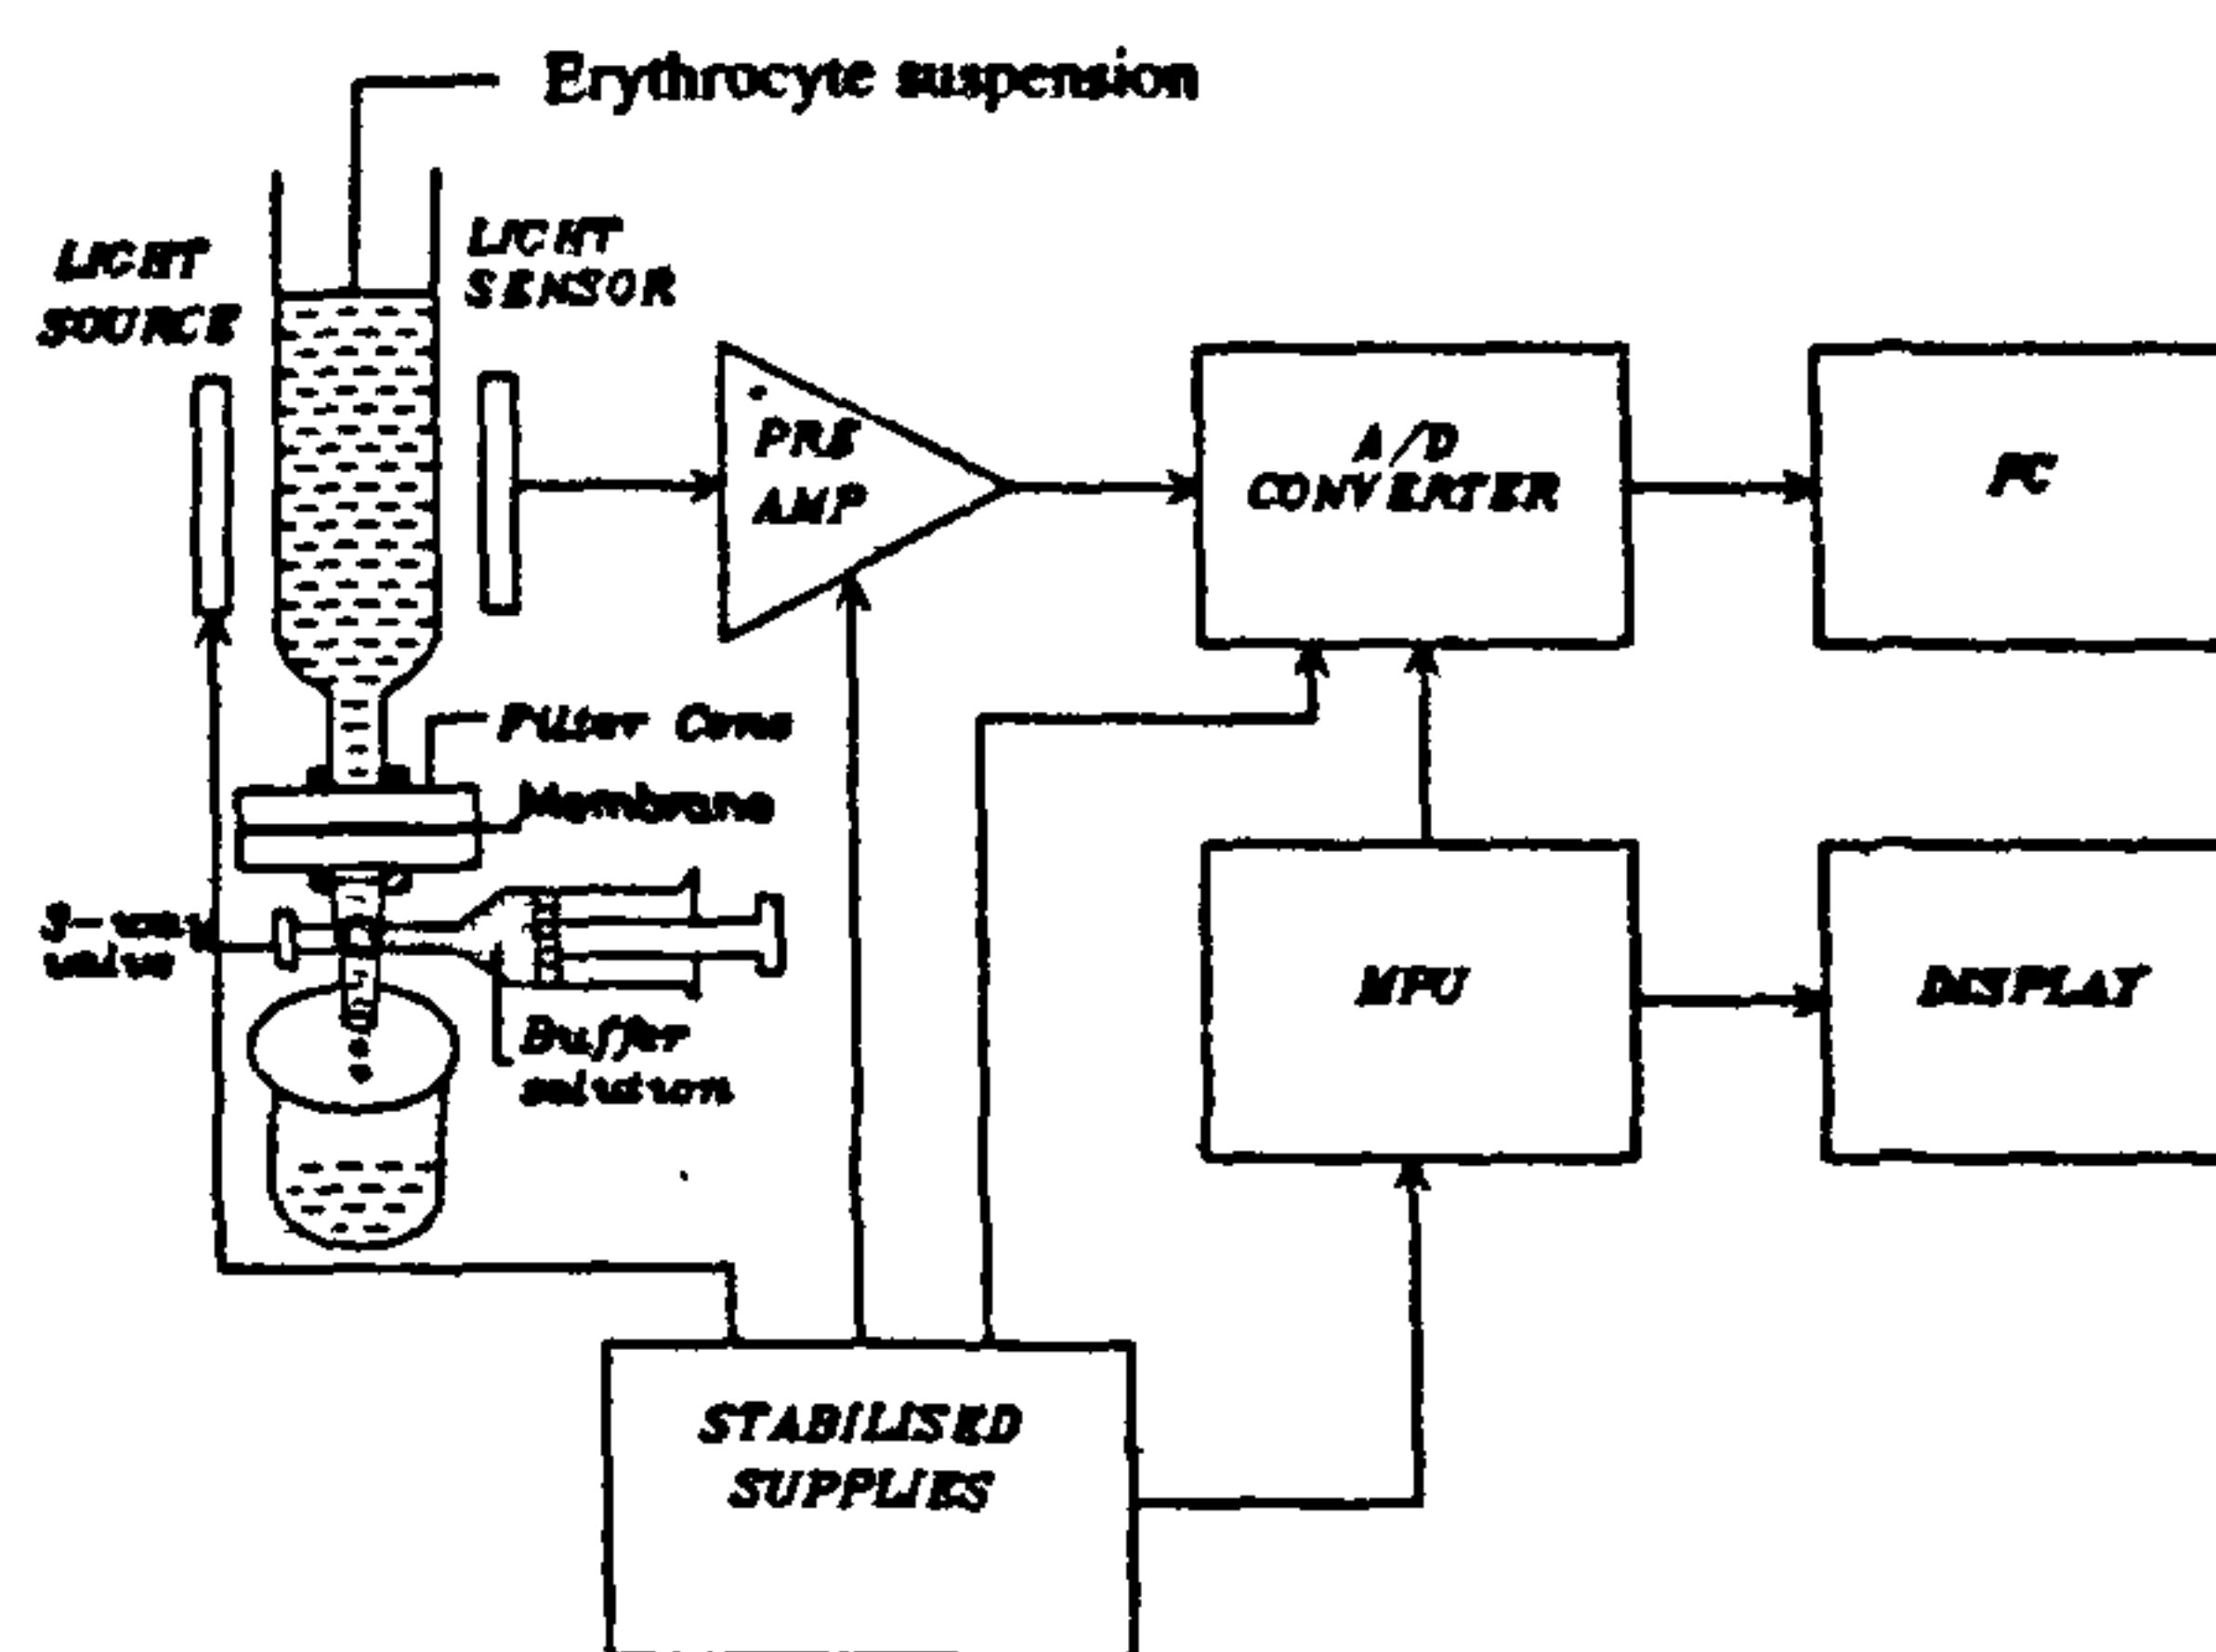 Erythrocyte suspension
LIGHT
SOURCE
LIGHT
SENSOR
PRE
AMP
A/D
CONVERTER
PC
Filter Cone
Membrane
3-way
valve
Buffer
solution
MPU
DISPLAY
STABILISED
SUPPLIES